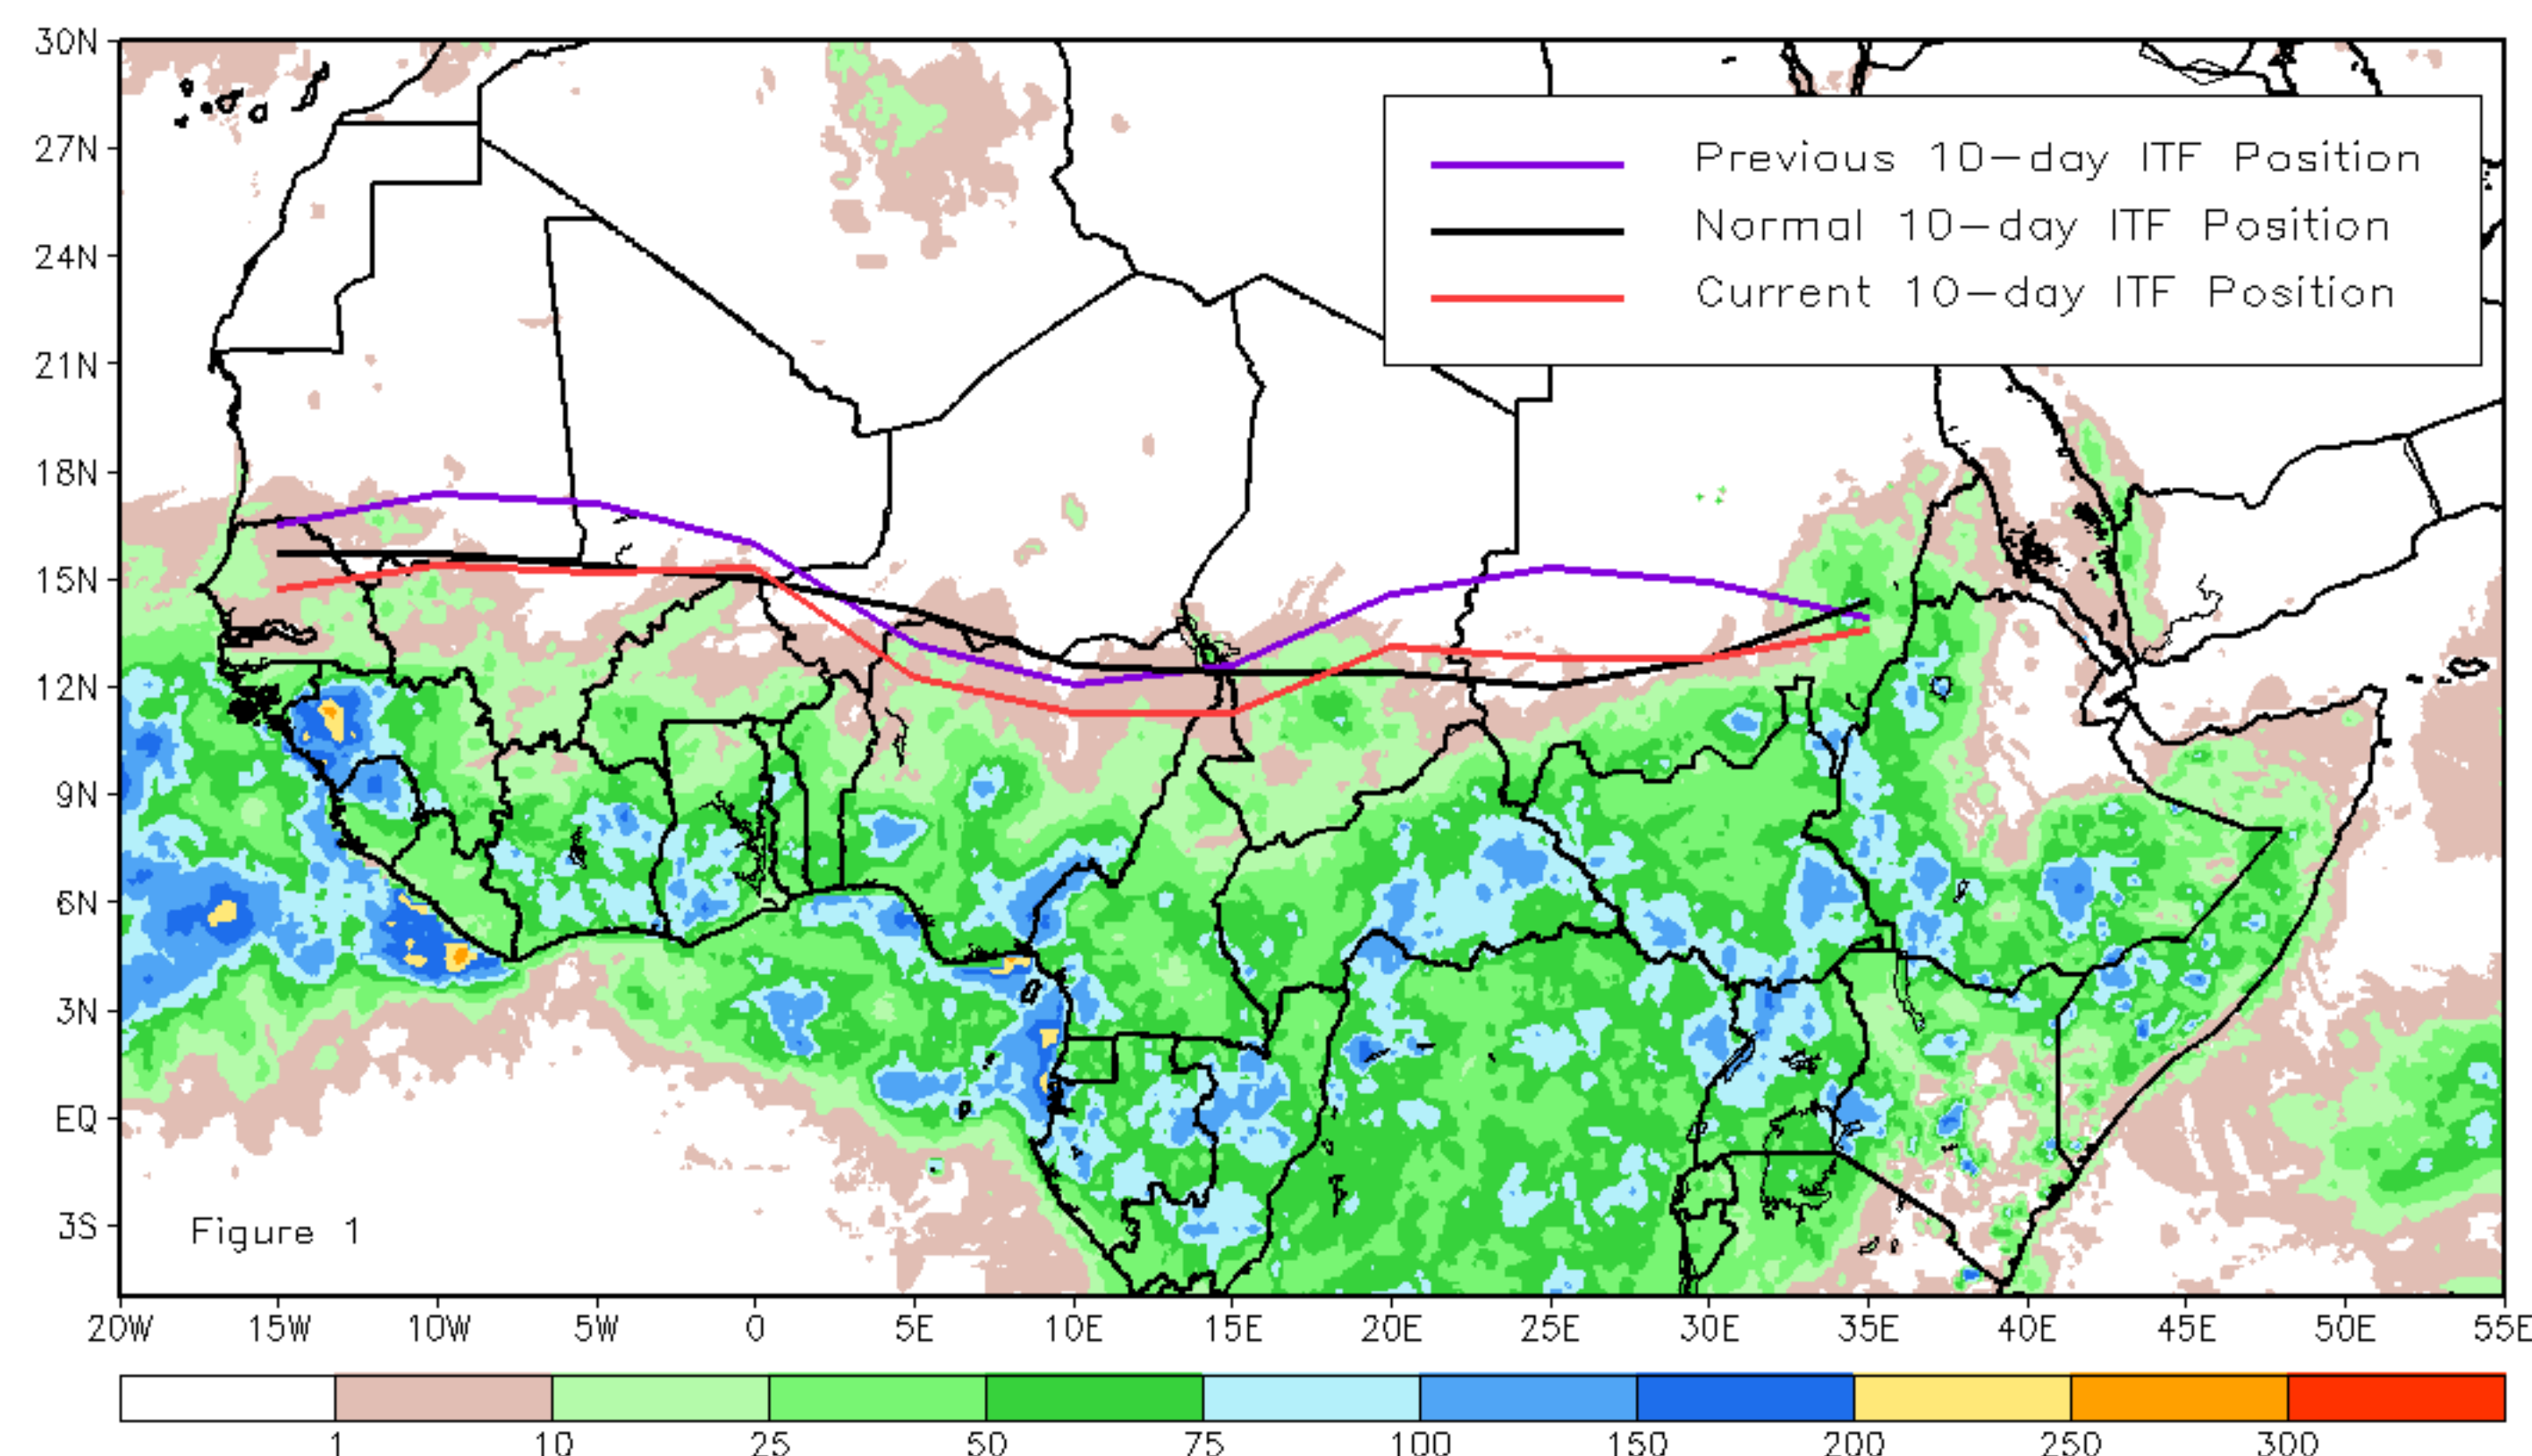 30N
27N
24N
21N
18N
15N
12N
9N
6N
3N
EQ
3S
Previous 10-day ITF Position
Normal 10-day ITF Position
Current 10-day ITF Position
Figure 1
20W 15W 10W 5W 0 5E 10E 15E 20E 25E 30E 35E 40E 45E 50E 55E
1 10 25 50 75 100 150 200 250 300